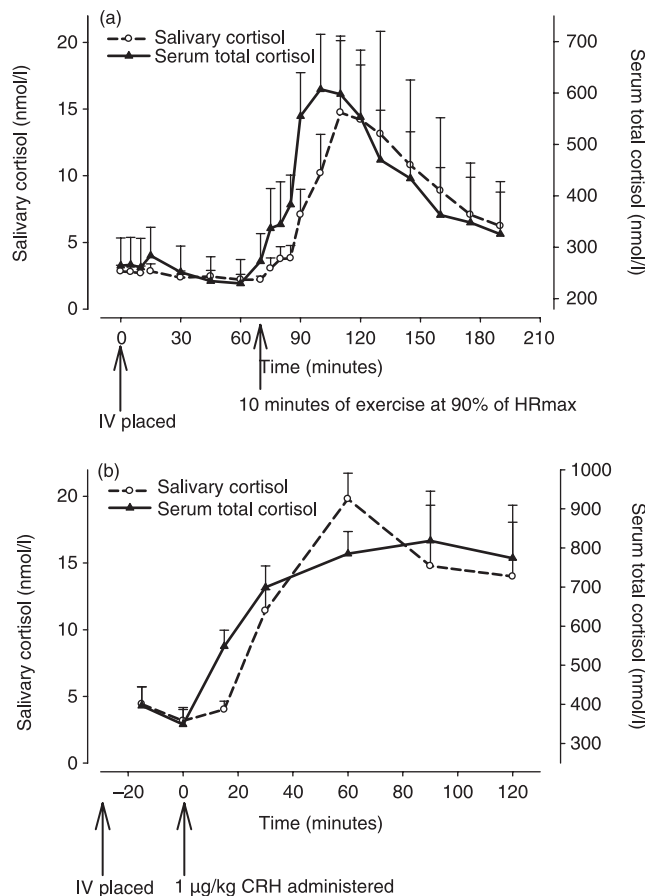 (a)
Salivary cortisol
Serum total cortisol
20
15
10
5
0
Salivary cortisol (nmol/l)
700
600
500
400
300
200
Serum total
cortisol (nmol/l)
0 30 60 90 120 150 180 210
Time (minutes)
IV placed
10 minutes of exercise at 90% of HRmax
(b)
Salivary cortisol
Serum total cortisol
20
15
10
5
0
Salivary cortisol (nmol/l)
1000
900
800
700
600
500
400
300
Serum total cortisol
(nmol/l)
–20 0 20 40 60 80 100 120
Time (minutes)
IV placed
1 μg/kg CRH administered